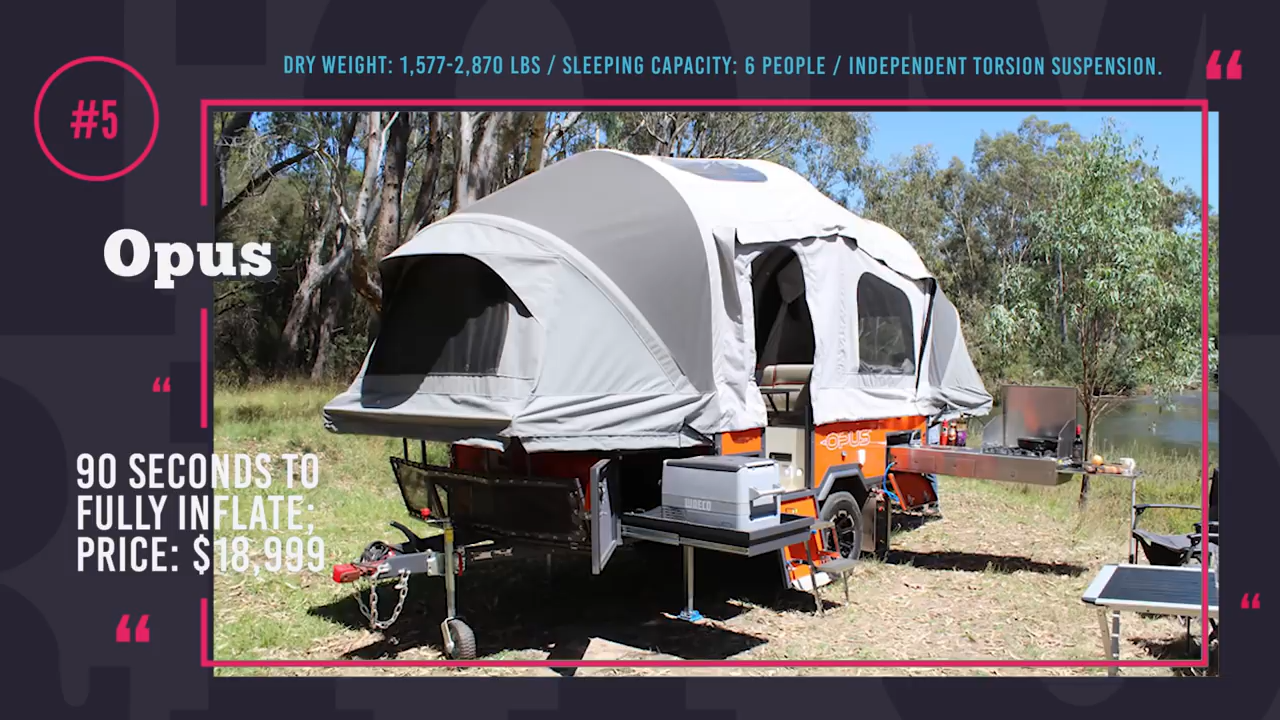 DRY WEIGHT: 1,577-2,870 LBS / SLEEPING CAPACITY: 6 PEOPLE / INDEPENDENT TORSION SUSPENSION.
#5
Opus
90 SECONDS TO
FULLY INFLATE;
PRICE: $18,999
OPUS
WAECO